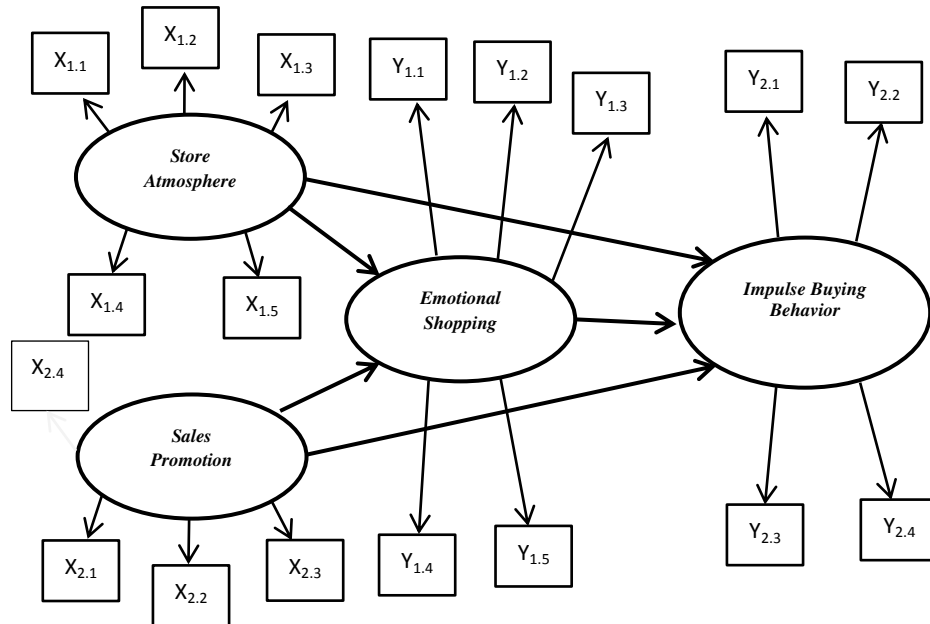 X1.1
X1.2
X1.3
Y1.1
Y1.2
Y1.3
Y2.1
Y2.2
Store
Atmosphere
X1.4
X1.5
Emotional
Shopping
Impulse Buying
Behavior
X2.4
Sales
Promotion
X2.1
X2.2
X2.3
Y1.4
Y1.5
Y2.3
Y2.4